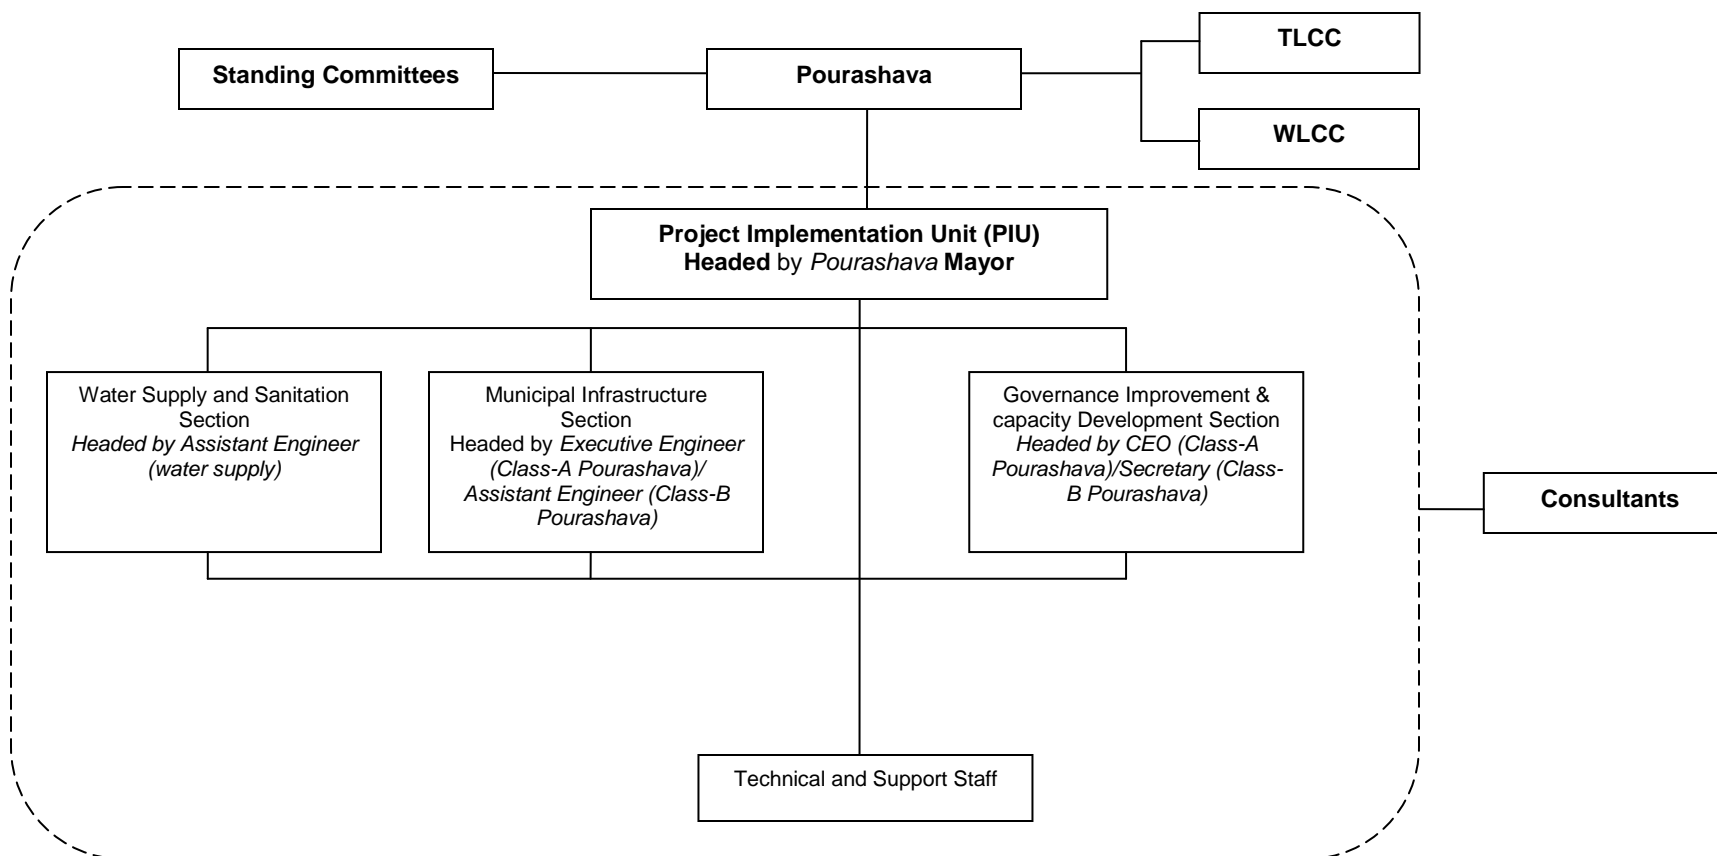 TLCC
Standing Committees
Pourashava
WLCC
Project Implementation Unit (PIU)
Headed by Pourashava Mayor
Water Supply and Sanitation
Section
Headed by Assistant Engineer
(water supply)
Municipal Infrastructure
Section
Headed by Executive Engineer
(Class-A Pourashava)/
Assistant Engineer (Class-B
Pourashava)
Governance Improvement &
capacity Development Section
Headed by CEO (Class-A
Pourashava)/Secretary (Class-
B Pourashava)
Consultants
Technical and Support Staff